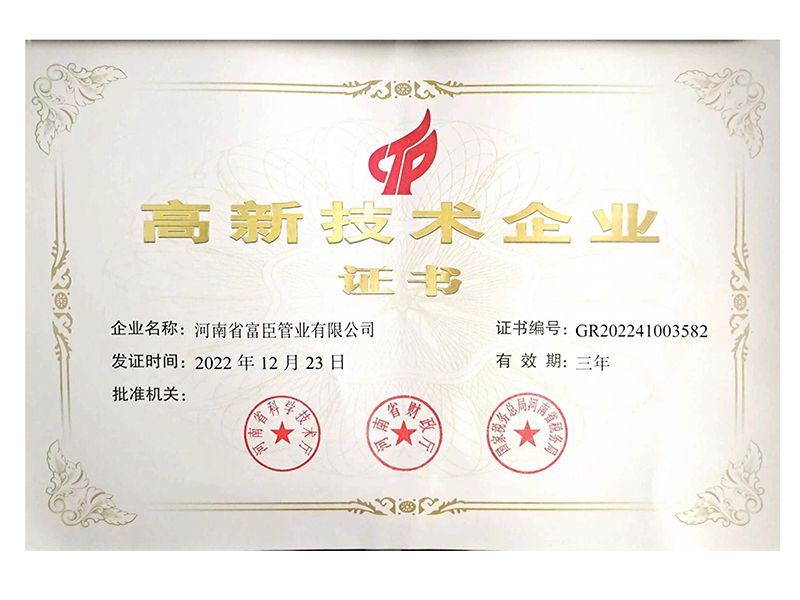 高新技术企业
证书
企业名称：河南省富臣管业有限公司
证书编号：GR202241003582
发证时间：2022 年 12 月 23 日
有 效 期：三年
批准机关：
河南省科学技术厅
河南省财政厅
国家税务总局河南省税务局